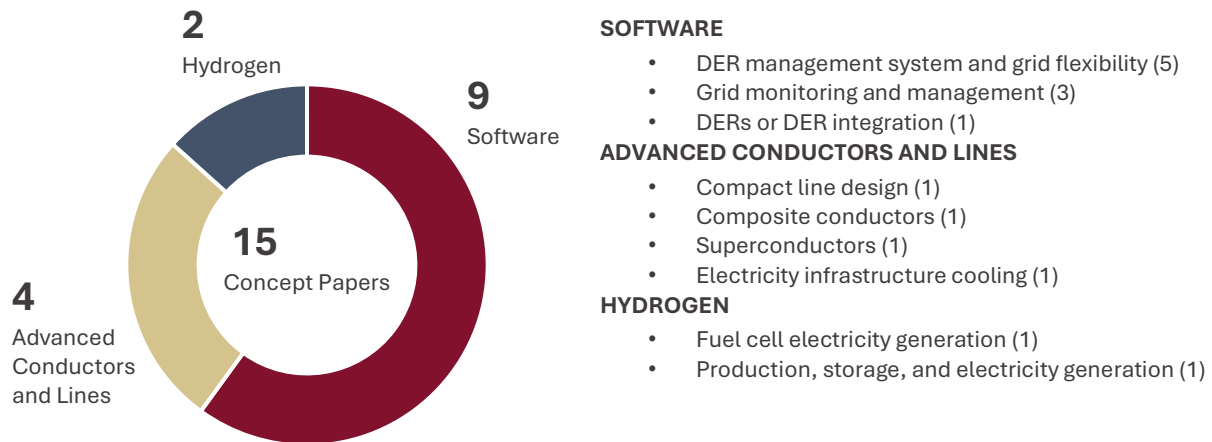 2
Hydrogen
9
Software
15
Concept Papers
4
Advanced
Conductors
and Lines
SOFTWARE
• DER management system and grid flexibility (5)
• Grid monitoring and management (3)
• DERs or DER integration (1)
ADVANCED CONDUCTORS AND LINES
• Compact line design (1)
• Composite conductors (1)
• Superconductors (1)
• Electricity infrastructure cooling (1)
HYDROGEN
• Fuel cell electricity generation (1)
• Production, storage, and electricity generation (1)